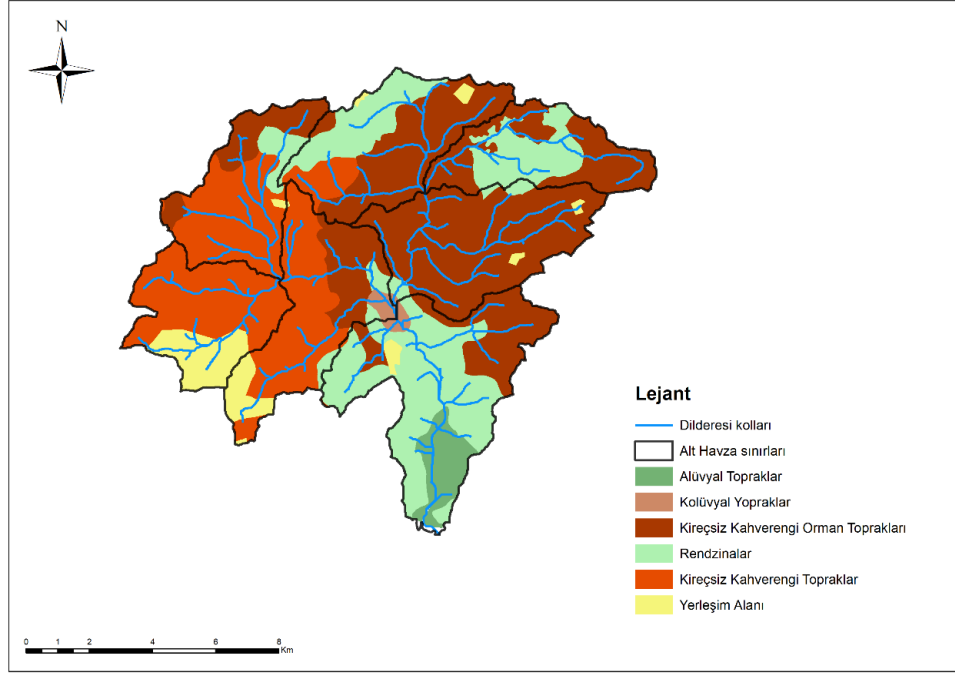 N
Lejant
Dilderesi kolları
Alt Havza sınırları
Alüvyal Topraklar
Kolüvyal Yopraklar
Kireçsiz Kahverengi Orman Toprakları
Rendzinalar
Kireçsiz Kahverengi Topraklar
Yerleşim Alanı
0 1 2 4 6 8
Km